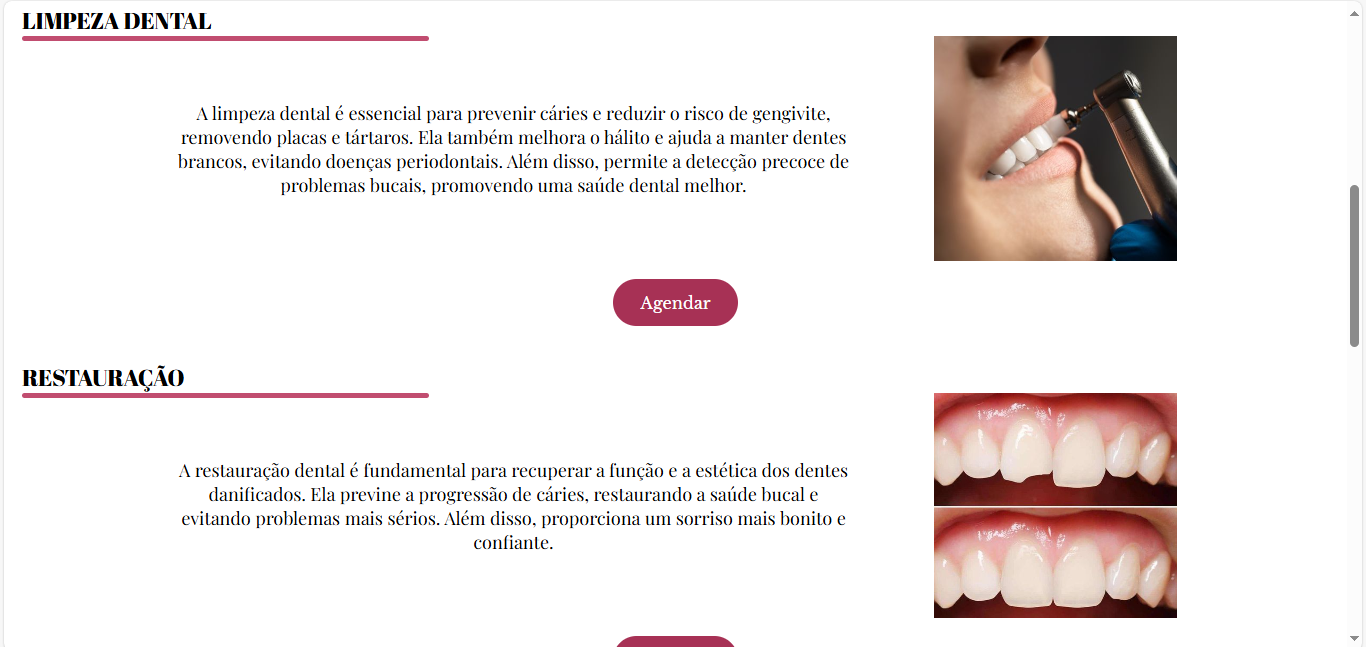 LIMPEZA DENTAL
A limpeza dental é essencial para prevenir cáries e reduzir o risco de gengivite,
removendo placas e tártaros. Ela também melhora o hálito e ajuda a manter dentes
brancos, evitando doenças periodontais. Além disso, permite a detecção precoce de
problemas bucais, promovendo uma saúde dental melhor.
Agendar
RESTAURAÇÃO
A restauração dental é fundamental para recuperar a função e a estética dos dentes
danificados. Ela previne a progressão de cáries, restaurando a saúde bucal e
evitando problemas mais sérios. Além disso, proporciona um sorriso mais bonito e
confiante.